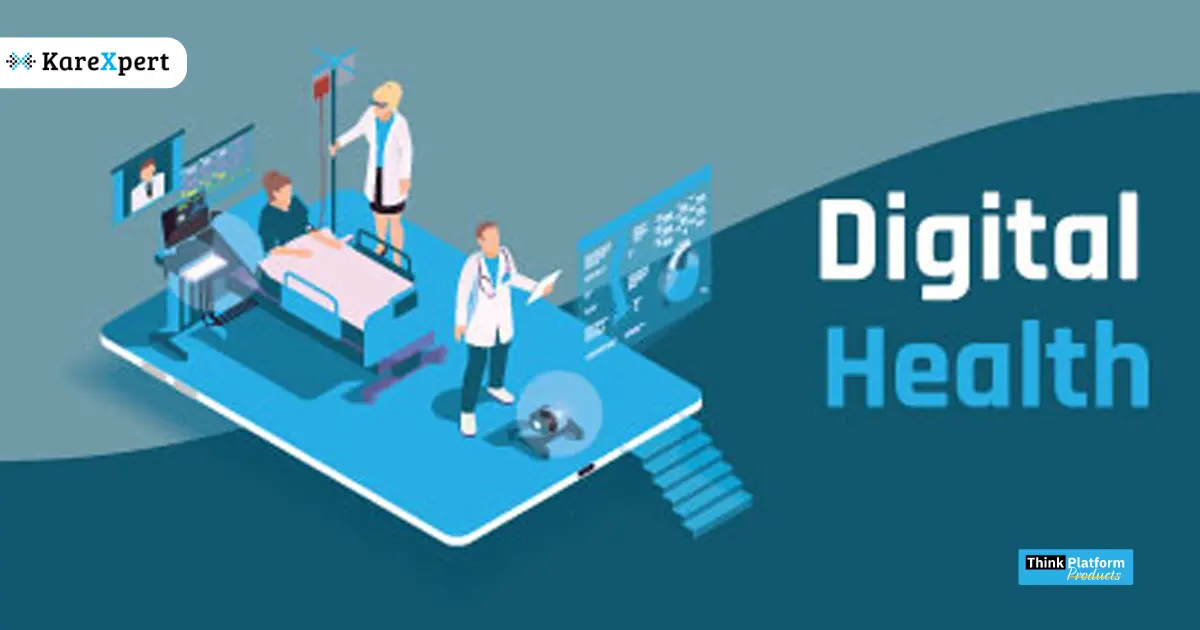 KareXpert
Digital
Health
Think Platform
Products